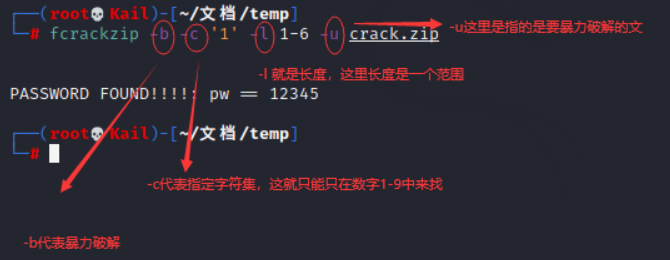 ┌──(root💀Kail)-[~/文档/temp]
└─# fcrackzip -b -c '1' -l 1-6 -u crack.zip
-u这里是指的是要暴力破解的文
-l 就是长度，这里长度是一个范围
PASSWORD FOUND!!!!: pw == 12345
┌──(root💀Kail)-[~/文档/temp]
└─#
-c代表指定字符集，这就只能只在数字1-9中来找
-b代表暴力破解